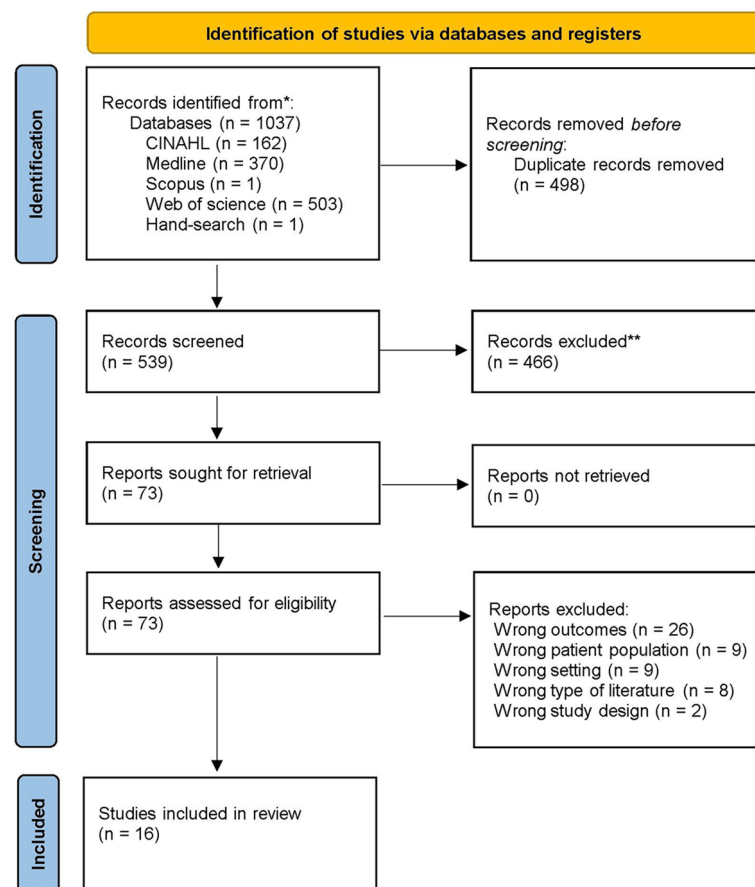 Identification of studies via databases and registers
Identification
Records identified from*:
Databases (n = 1037)
CINAHL (n = 162)
Medline (n = 370)
Scopus (n = 1)
Web of science (n = 503)
Hand-search (n = 1)
Records removed before
screening:
Duplicate records removed
(n = 498)
Screening
Records screened
(n = 539)
Records excluded**
(n = 466)
Reports sought for retrieval
(n = 73)
Reports not retrieved
(n = 0)
Reports assessed for eligibility
(n = 73)
Reports excluded:
Wrong outcomes (n = 26)
Wrong patient population (n = 9)
Wrong setting (n = 9)
Wrong type of literature (n = 8)
Wrong study design (n = 2)
Included
Studies included in review
(n = 16)